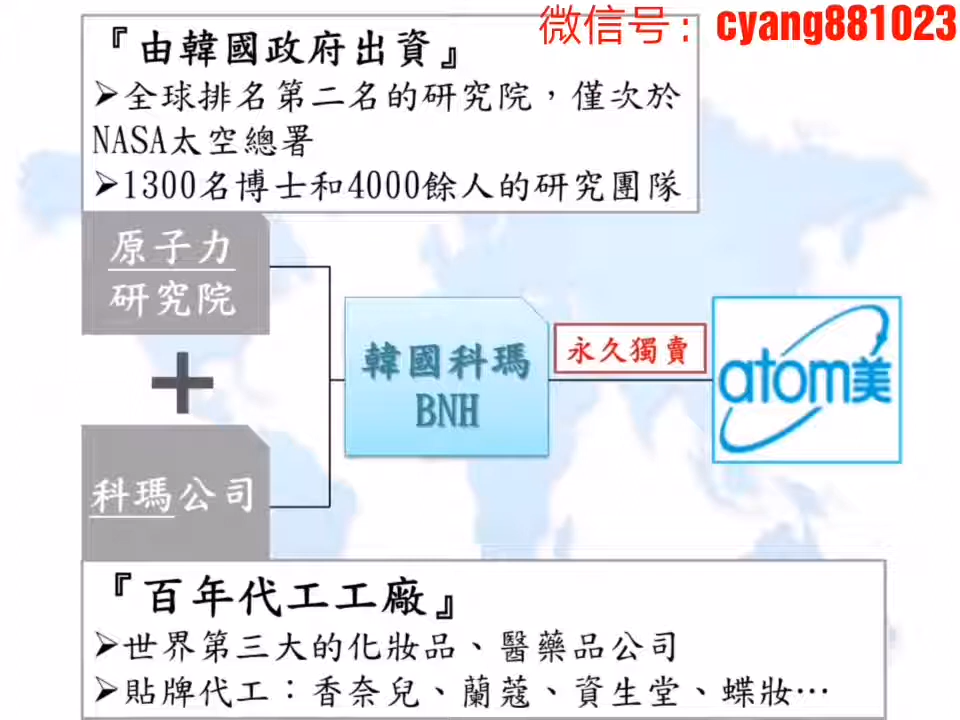 微信号：cyang881023
『由韓國政府出資』
➢全球排名第二名的研究院，僅次於
NASA太空總署
➢1300名博士和4000餘人的研究團隊
原子力
研究院
+
科瑪公司
韓國科瑪
BNH
永久獨賣
atom美
『百年代工工廠』
➢世界第三大的化妝品、醫藥品公司
➢貼牌代工：香奈兒、蘭蔻、資生堂、蝶妝…